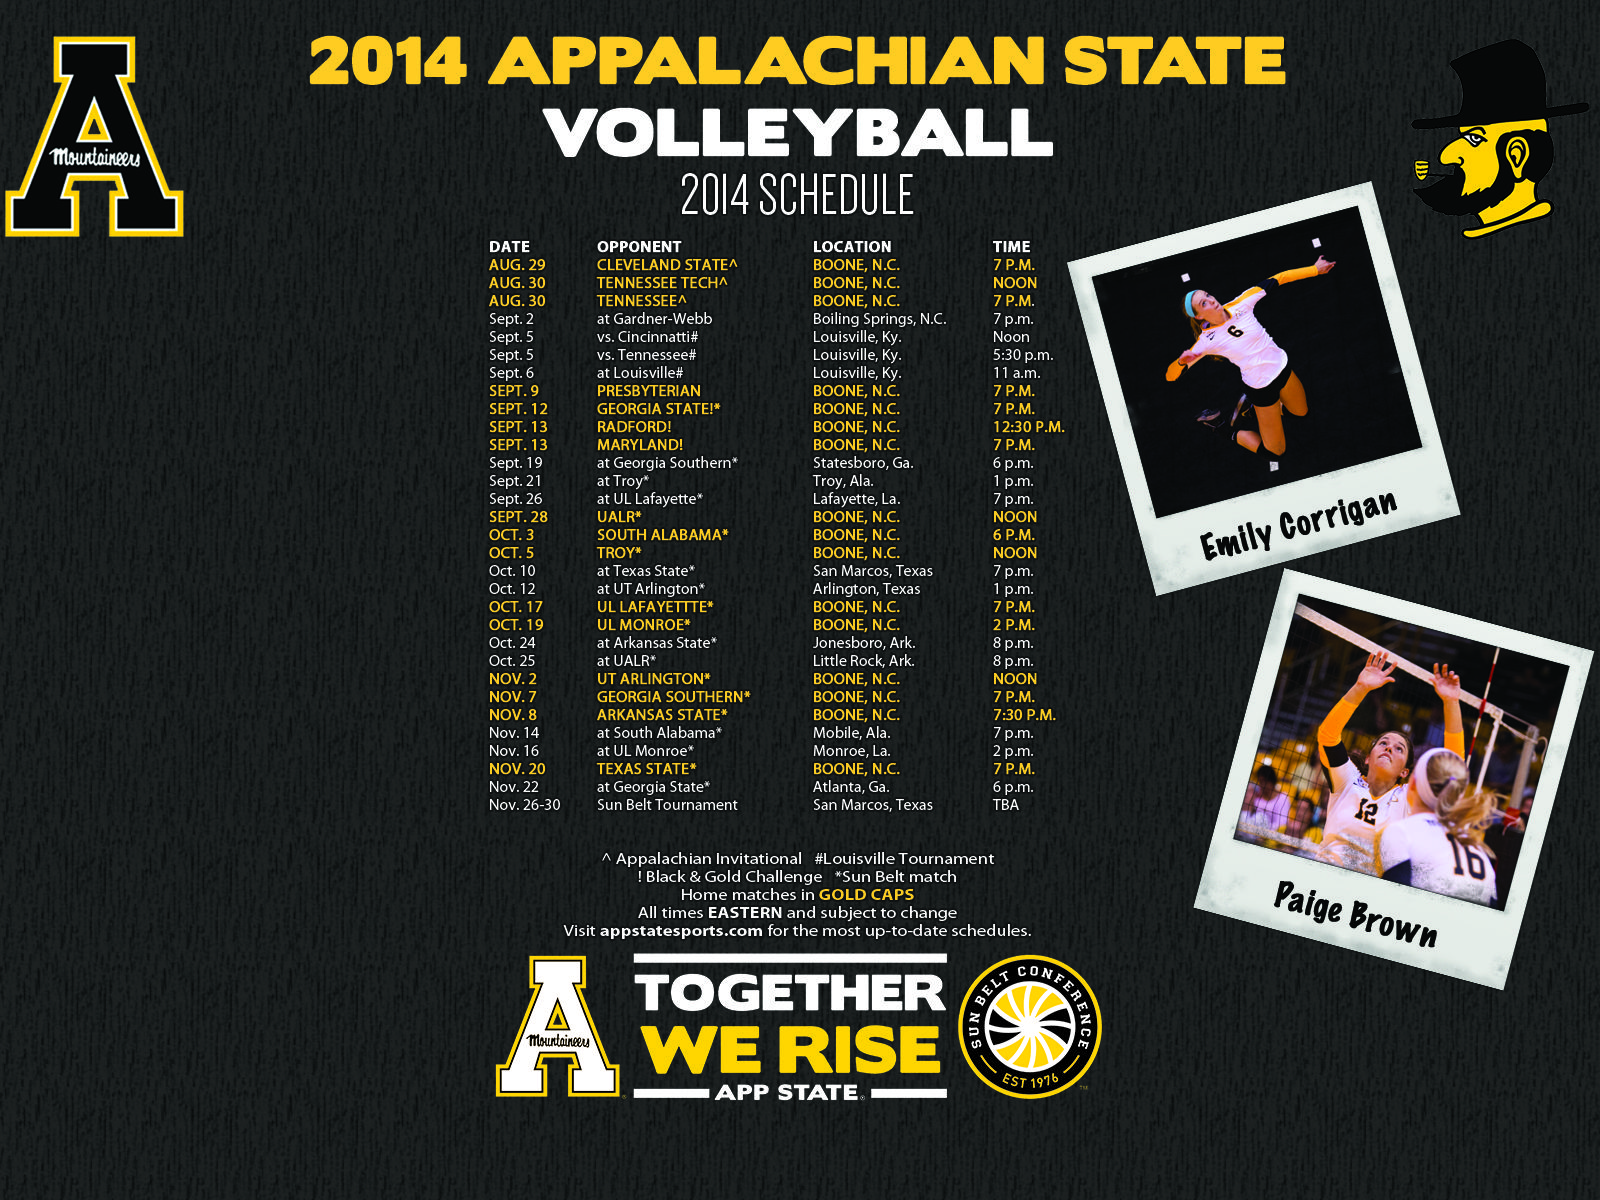 2014 APPALACHIAN STATE
VOLLEYBALL
2014 SCHEDULE
Mountaineers
DATE OPPONENT LOCATION TIME
AUG. 29 CLEVELAND STATE^ BOONE, N.C. 7 P.M.
AUG. 30 TENNESSEE TECH^ BOONE, N.C. NOON
AUG. 30 TENNESSEE^ BOONE, N.C. 7 P.M.
Sept. 2 at Gardner-Webb Boiling Springs, N.C. 7 p.m.
Sept. 5 vs. Cincinnatti# Louisville, Ky. Noon
Sept. 5 vs. Tennessee# Louisville, Ky. 5:30 p.m.
Sept. 6 at Louisville# Louisville, Ky. 11 a.m.
SEPT. 9 PRESBYTERIAN BOONE, N.C. 7 P.M.
SEPT. 12 GEORGIA STATE!* BOONE, N.C. 7 P.M.
SEPT. 13 RADFORD! BOONE, N.C. 12:30 P.M.
SEPT. 13 MARYLAND! BOONE, N.C. 7 P.M.
Sept. 19 at Georgia Southern* Statesboro, Ga. 6 p.m.
Sept. 21 at Troy* Troy, Ala. 1 p.m.
Sept. 26 at UL Lafayette* Lafayette, La. 7 p.m.
SEPT. 28 UALR* BOONE, N.C. NOON
OCT. 3 SOUTH ALABAMA* BOONE, N.C. 6 P.M.
OCT. 5 TROY* BOONE, N.C. NOON
Oct. 10 at Texas State* San Marcos, Texas 7 p.m.
Oct. 12 at UT Arlington* Arlington, Texas 1 p.m.
OCT. 17 UL LAFAYETTTE* BOONE, N.C. 7 P.M.
OCT. 19 UL MONROE* BOONE, N.C. 2 P.M.
Oct. 24 at Arkansas State* Jonesboro, Ark. 8 p.m.
Oct. 25 at UALR* Little Rock, Ark. 8 p.m.
NOV. 2 UT ARLINGTON* BOONE, N.C. NOON
NOV. 7 GEORGIA SOUTHERN* BOONE, N.C. 7 P.M.
NOV. 8 ARKANSAS STATE* BOONE, N.C. 7:30 P.M.
Nov. 14 at South Alabama* Mobile, Ala. 7 p.m.
Nov. 16 at UL Monroe* Monroe, La. 2 p.m.
NOV. 20 TEXAS STATE* BOONE, N.C. 7 P.M.
Nov. 22 at Georgia State* Atlanta, Ga. 6 p.m.
Nov. 26-30 Sun Belt Tournament San Marcos, Texas TBA
^ Appalachian Invitational #Louisville Tournament
! Black & Gold Challenge *Sun Belt match
Home matches in GOLD CAPS
All times EASTERN and subject to change
Visit appstatesports.com for the most up-to-date schedules.
6
Emily Corrigan
12
16
Paige Brown
Mountaineers
TOGETHER
WE RISE
APP STATE
SUN BELT CONFERENCE
EST 1976